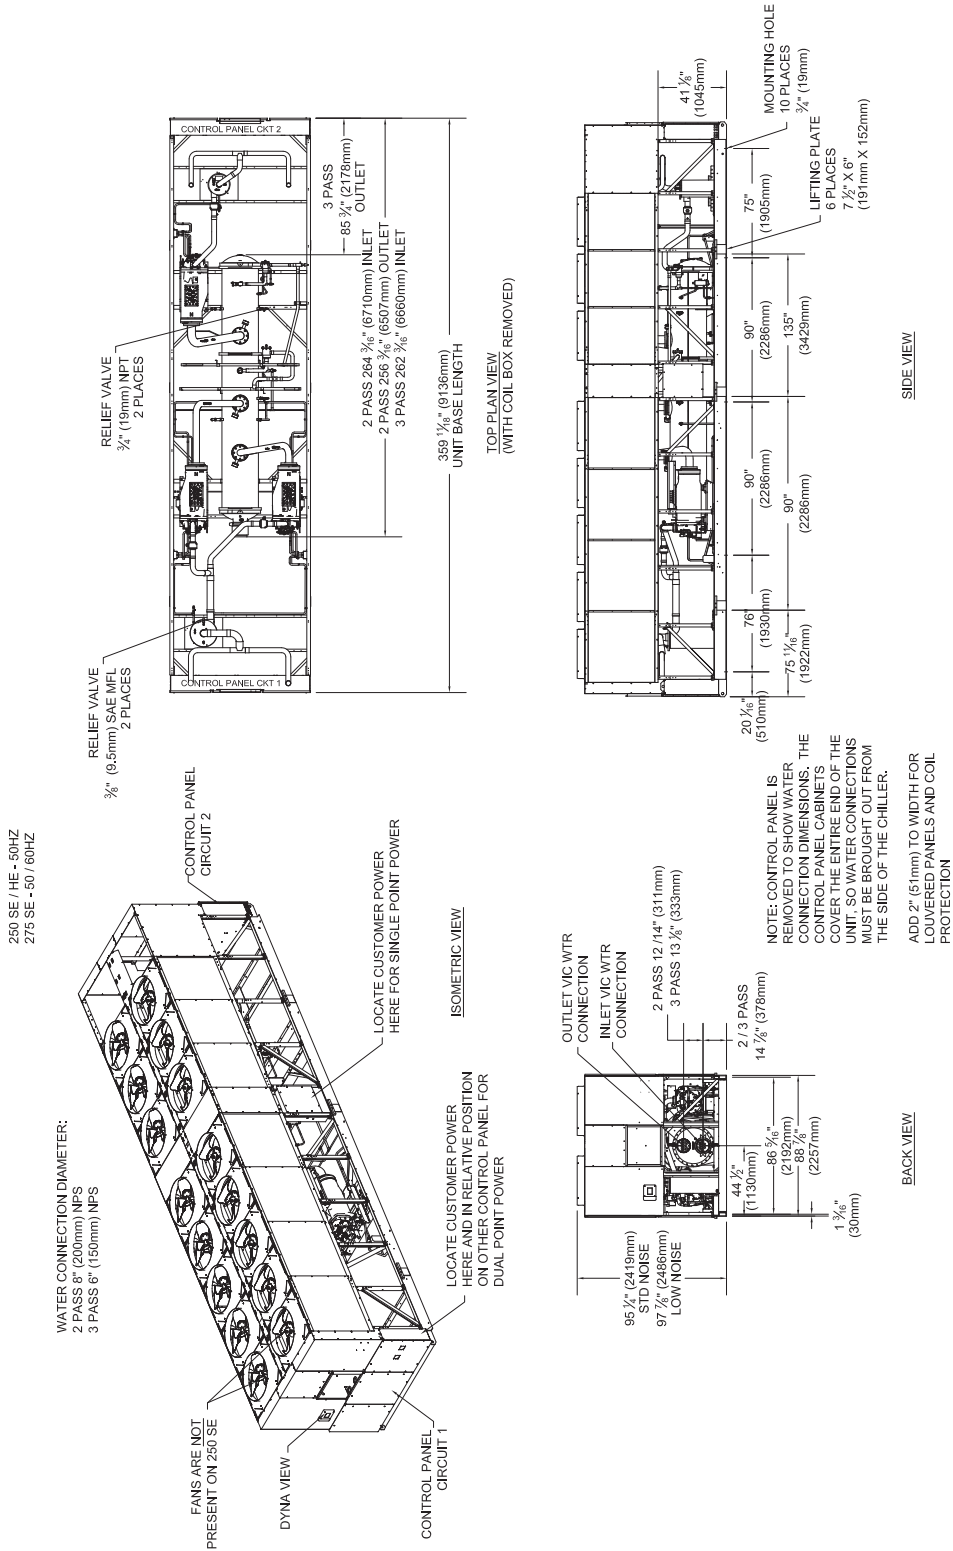 250 SE / HE - 50HZ
275 SE - 50 / 60HZ
WATER CONNECTION DIAMETER:
2 PASS 8" (200mm) NPS
3 PASS 6" (150mm) NPS
FANS ARE NOT
PRESENT ON 250 SE
DYNA VIEW
CONTROL PANEL
CIRCUIT 1
CONTROL PANEL
CIRCUIT 2
LOCATE CUSTOMER POWER
HERE FOR SINGLE POINT POWER
LOCATE CUSTOMER POWER
HERE AND IN RELATIVE POSITION
ON OTHER CONTROL PANEL FOR
DUAL POINT POWER
ISOMETRIC VIEW
RELIEF VALVE
3/8" (9.5mm) SAE MFL
2 PLACES
RELIEF VALVE
3/4" (19mm) NPT
2 PLACES
CONTROL PANEL CKT 1
CONTROL PANEL CKT 2
3 PASS
85 3/4" (2178mm)
OUTLET
2 PASS 264 3/16" (6710mm) INLET
2 PASS 256 3/16" (6507mm) OUTLET
3 PASS 262 3/16" (6660mm) INLET
359 11/16" (9136mm)
UNIT BASE LENGTH
TOP PLAN VIEW
(WITH COIL BOX REMOVED)
OUTLET VIC WTR
CONNECTION
INLET VIC WTR
CONNECTION
2 PASS 12 /14" (311mm)
3 PASS 13 1/8" (333mm)
2 / 3 PASS
14 7/8" (378mm)
95 1/4" (2419mm)
STD NOISE
97 7/8" (2486mm)
LOW NOISE
44 1/2"
(1130mm)
86 5/16"
(2192mm)
88 7/8"
(2257mm)
1 3/16"
(30mm)
BACK VIEW
NOTE: CONTROL PANEL IS
REMOVED TO SHOW WATER
CONNECTION DIMENSIONS. THE
CONTROL PANEL CABINETS
COVER THE ENTIRE END OF THE
UNIT, SO WATER CONNECTIONS
MUST BE BROUGHT OUT FROM
THE SIDE OF THE CHILLER.
ADD 2" (51mm) TO WIDTH FOR
LOUVERED PANELS AND COIL
PROTECTION
41 1/8"
(1045mm)
MOUNTING HOLE
10 PLACES
3/4" (19mm)
LIFTING PLATE
6 PLACES
7 1/2" X 6"
(191mm X 152mm)
20 1/16"
(510mm)
76"
(1930mm)
90"
(2286mm)
90"
(2286mm)
75"
(1905mm)
75 11/16"
(1922mm)
90"
(2286mm)
135"
(3429mm)
SIDE VIEW